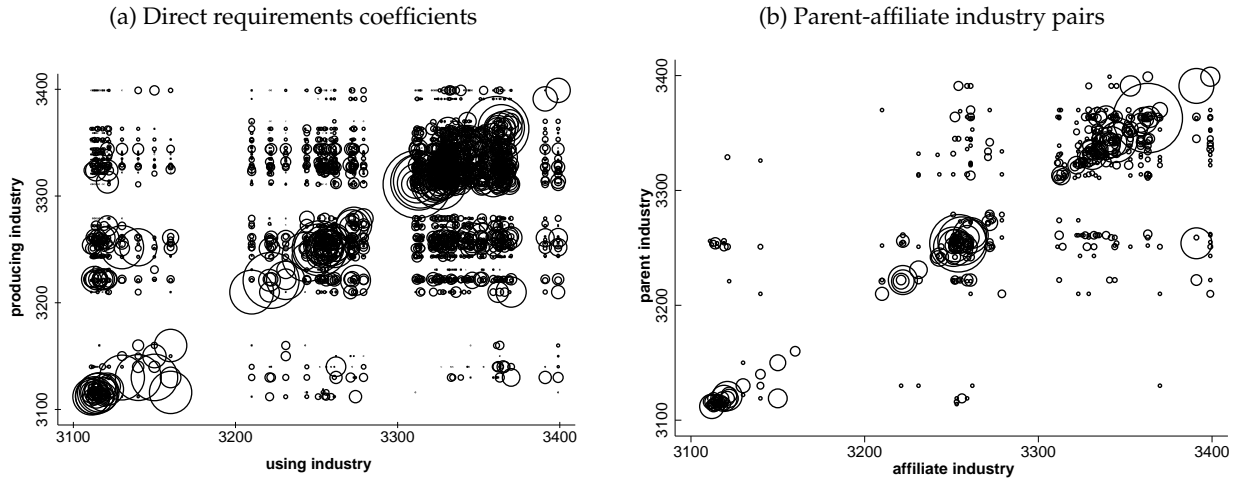 (a) Direct requirements coefficients
(b) Parent-affiliate industry pairs
producing industry
3400
3300
3200
3100
3100 3200 3300 3400
using industry
parent industry
3400
3300
3200
3100
3100 3200 3300 3400
affiliate industry